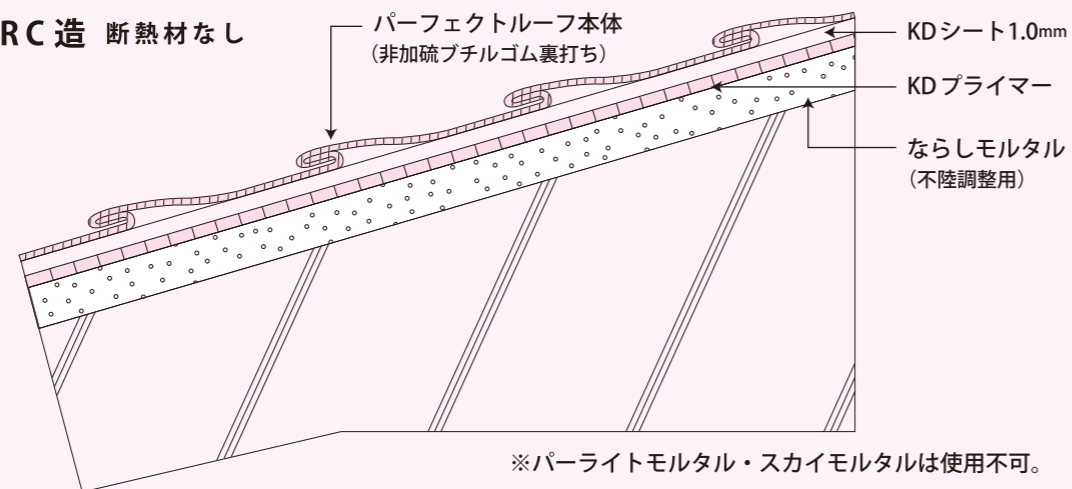 RC造 断熱材なし
パーフェクトルーフ本体
（非加硫ブチルゴム裏打ち）
KDシート1.0mm
KDプライマー
ならしモルタル
（不陸調整用）
※パーライトモルタル・スカイモルタルは使用不可。